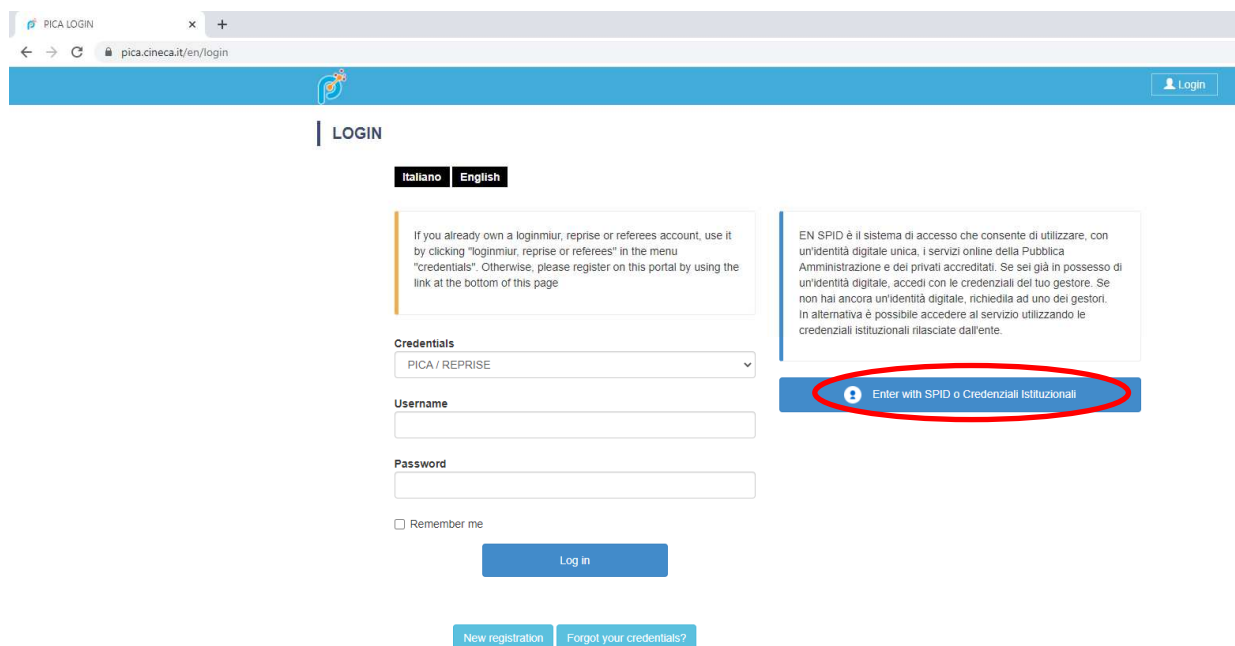 PICA LOGIN
pica.cineca.it/en/login
Login
LOGIN
Italiano English
If you already own a loginmiur, reprise or referees account, use it
by clicking "loginmiur, reprise or referees" in the menu
"credentials". Otherwise, please register on this portal by using the
link at the bottom of this page
EN SPID è il sistema di accesso che consente di utilizzare, con
un'identità digitale unica, i servizi online della Pubblica
Amministrazione e dei privati accreditati. Se sei già in possesso di
un'identità digitale, accedi con le credenziali del tuo gestore. Se
non hai ancora un'identità digitale, richiedila ad uno dei gestori.
In alternativa è possibile accedere al servizio utilizzando le
credenziali istituzionali rilasciate dall'ente.
Credentials
PICA / REPRISE
Enter with SPID o Credenziali Istituzionali
Username
Password
Remember me
Log in
New registration Forgot your credentials?